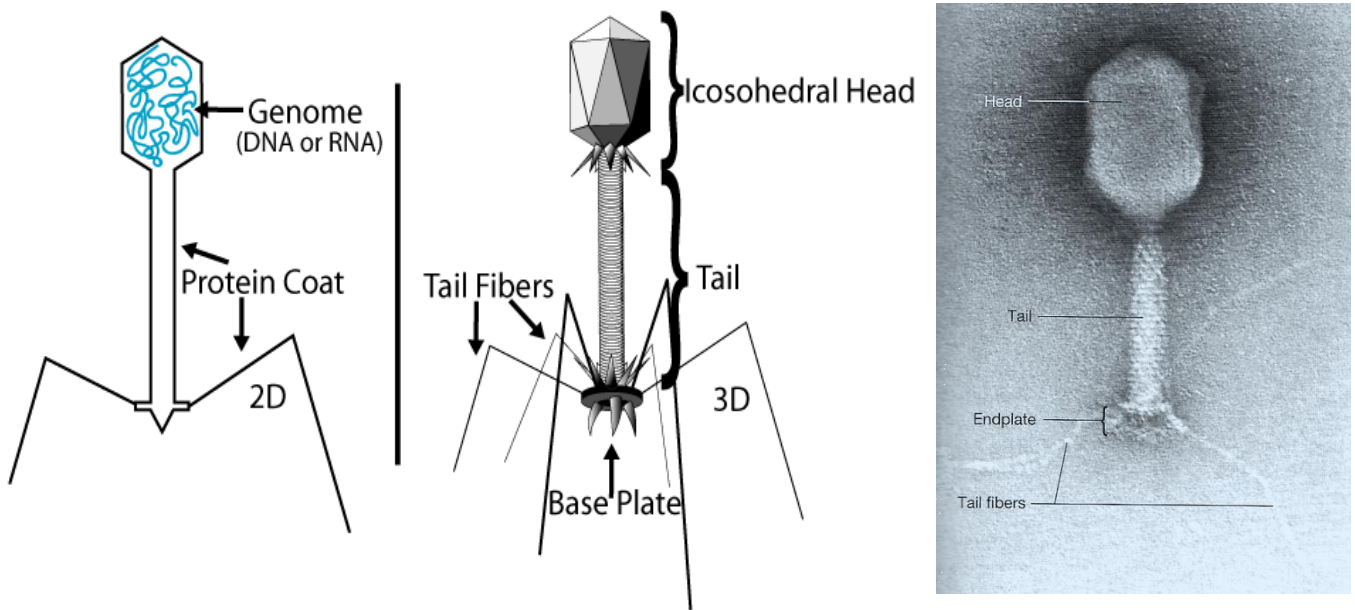 Genome
(DNA or RNA)
Protein Coat
2D
Icosohedral Head
Tail Fibers
Tail
3D
Base Plate
Head
Tail
Endplate
Tail fibers